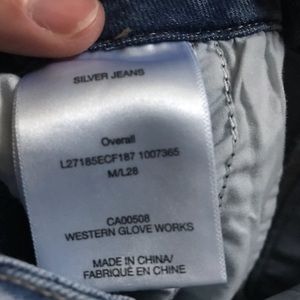 SILVER JEANS
Overall
L27185ECF187 1007365
M/L28
CA00508
WESTERN GLOVE WORKS
MADE IN CHINA/
FABRIQUÉ EN CHINE